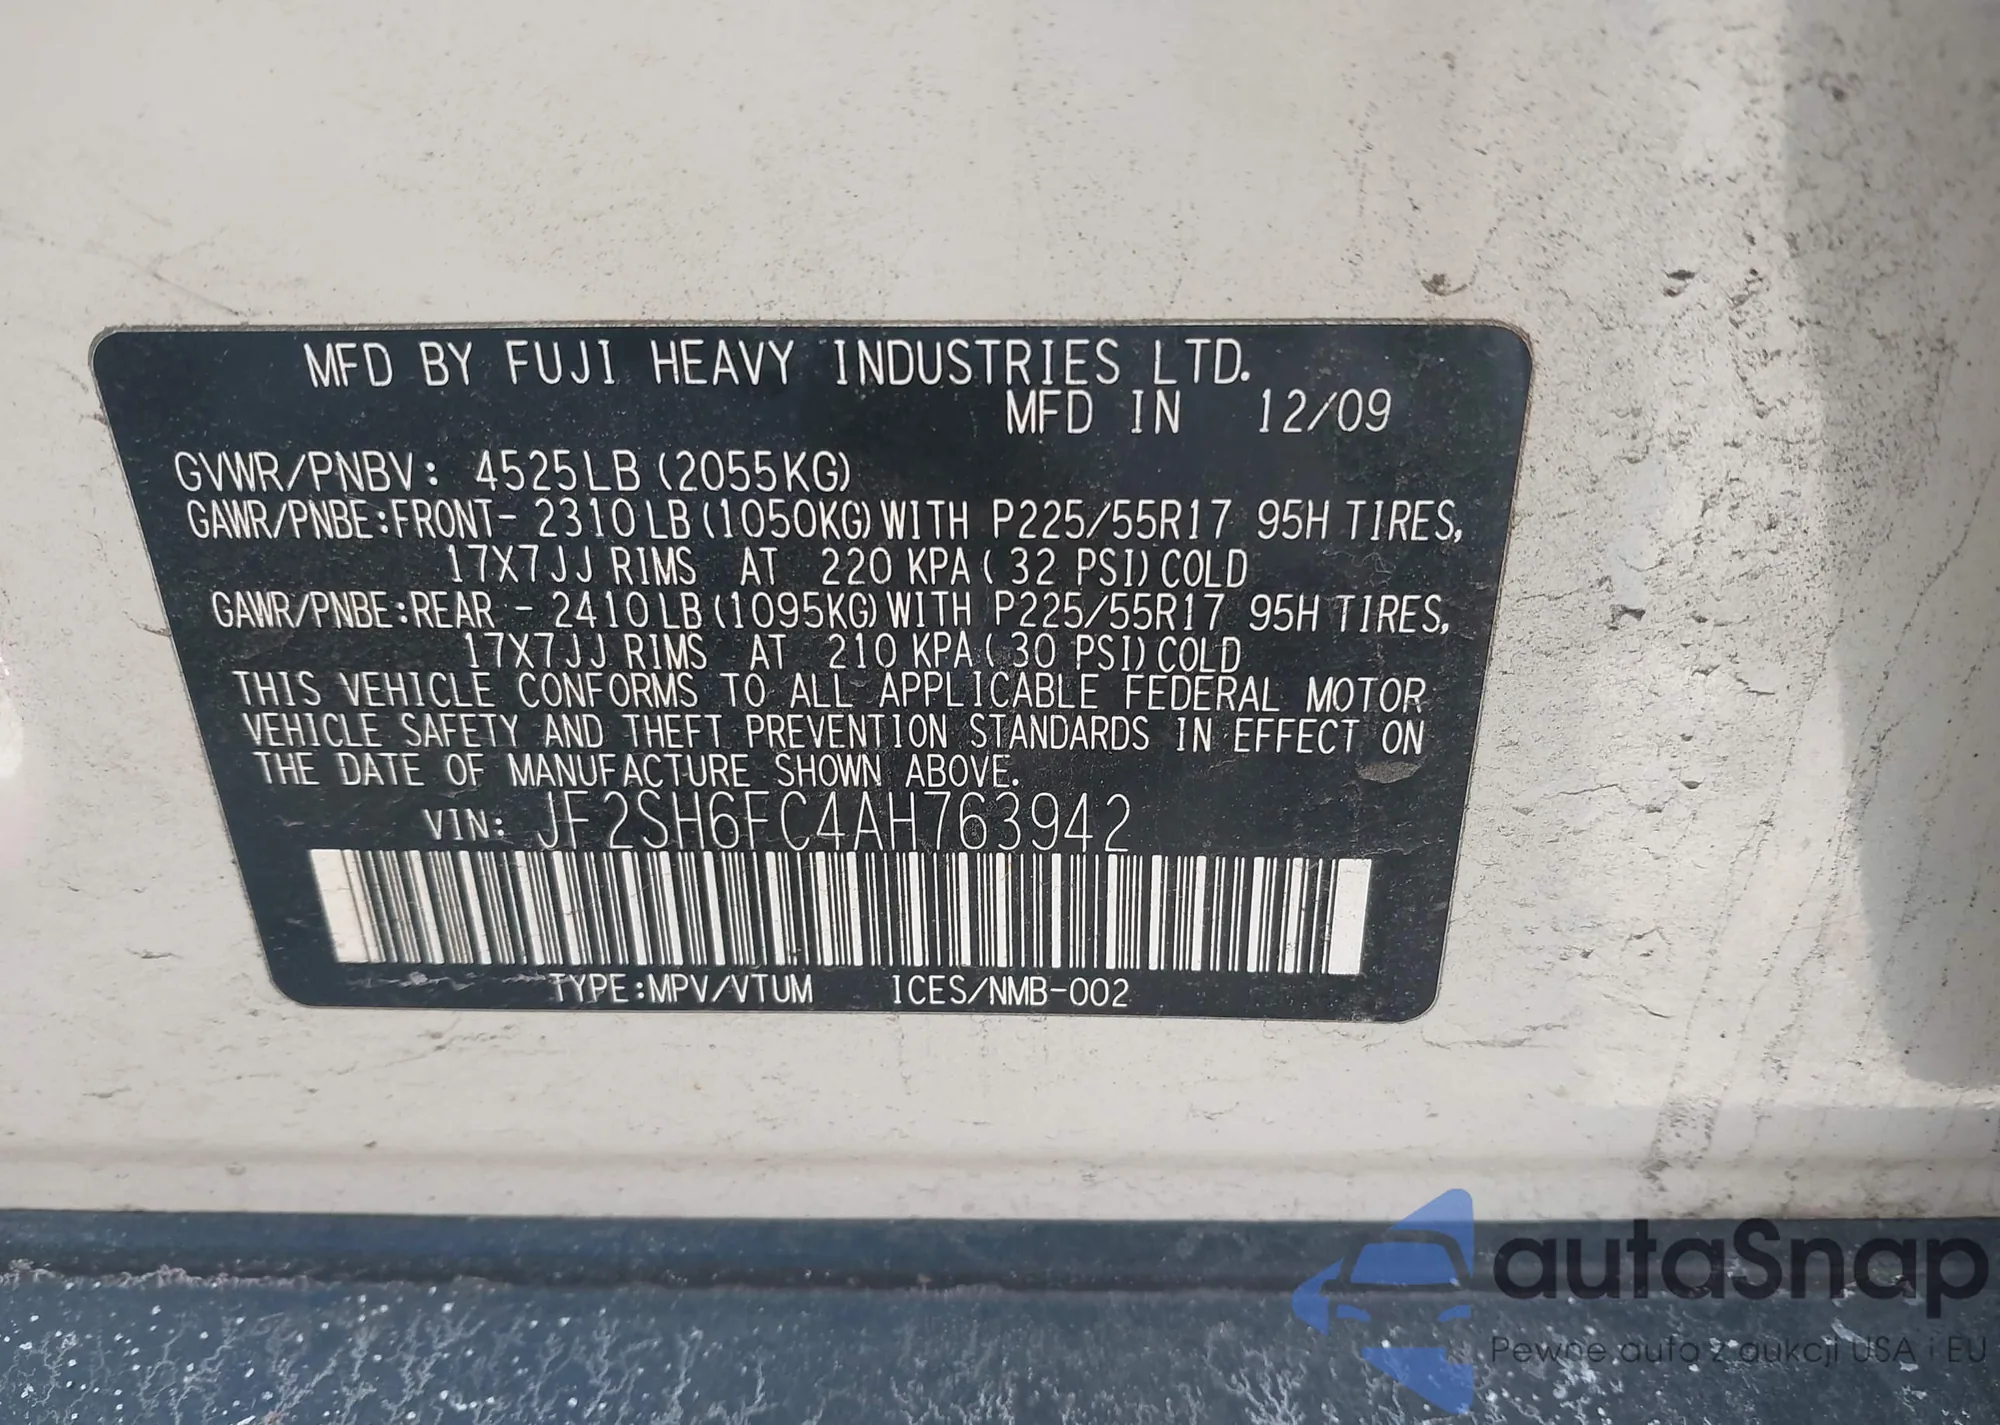 MFD BY FUJI HEAVY INDUSTRIES LTD.
MFD IN 12/09
GVWR/PNBV: 4525LB (2055KG)
GAWR/PNBE:FRONT- 2310LB(1050KG)WITH P225/55R17 95H TIRES,
17X7JJ RIMS AT 220 KPA( 32 PSI)COLD
GAWR/PNBE:REAR - 2410LB(1095KG)WITH P225/55R17 95H TIRES,
17X7JJ RIMS AT 210 KPA( 30 PSI)COLD
THIS VEHICLE CONFORMS TO ALL APPLICABLE FEDERAL MOTOR
VEHICLE SAFETY AND THEFT PREVENTION STANDARDS IN EFFECT ON
THE DATE OF MANUFACTURE SHOWN ABOVE.
VIN: JF2SH6FC4AH763942
TYPE:MPV/VTUM ICES/NMB-002
autaSnap
Pewne auta z aukcji USA i EU